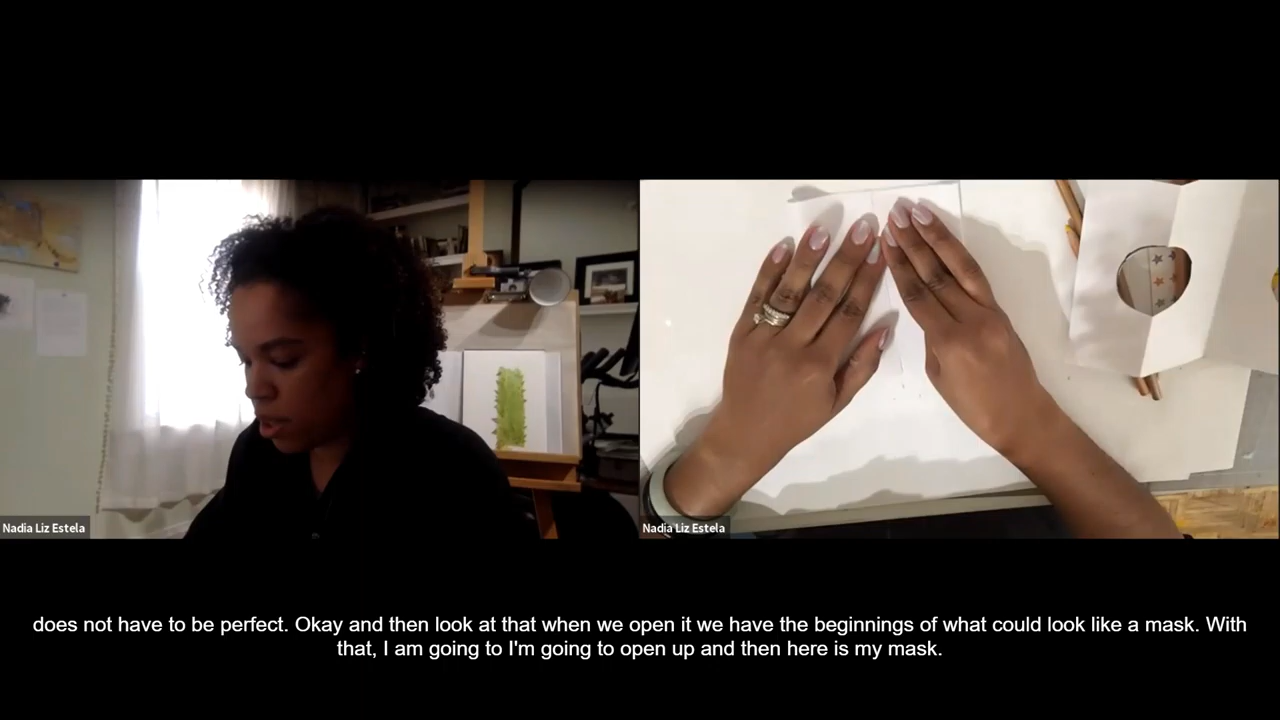 Nadia Liz Estela
Nadia Liz Estela
does not have to be perfect. Okay and then look at that when we open it we have the beginnings of what could look like a mask. With
that, I am going to I'm going to open up and then here is my mask.